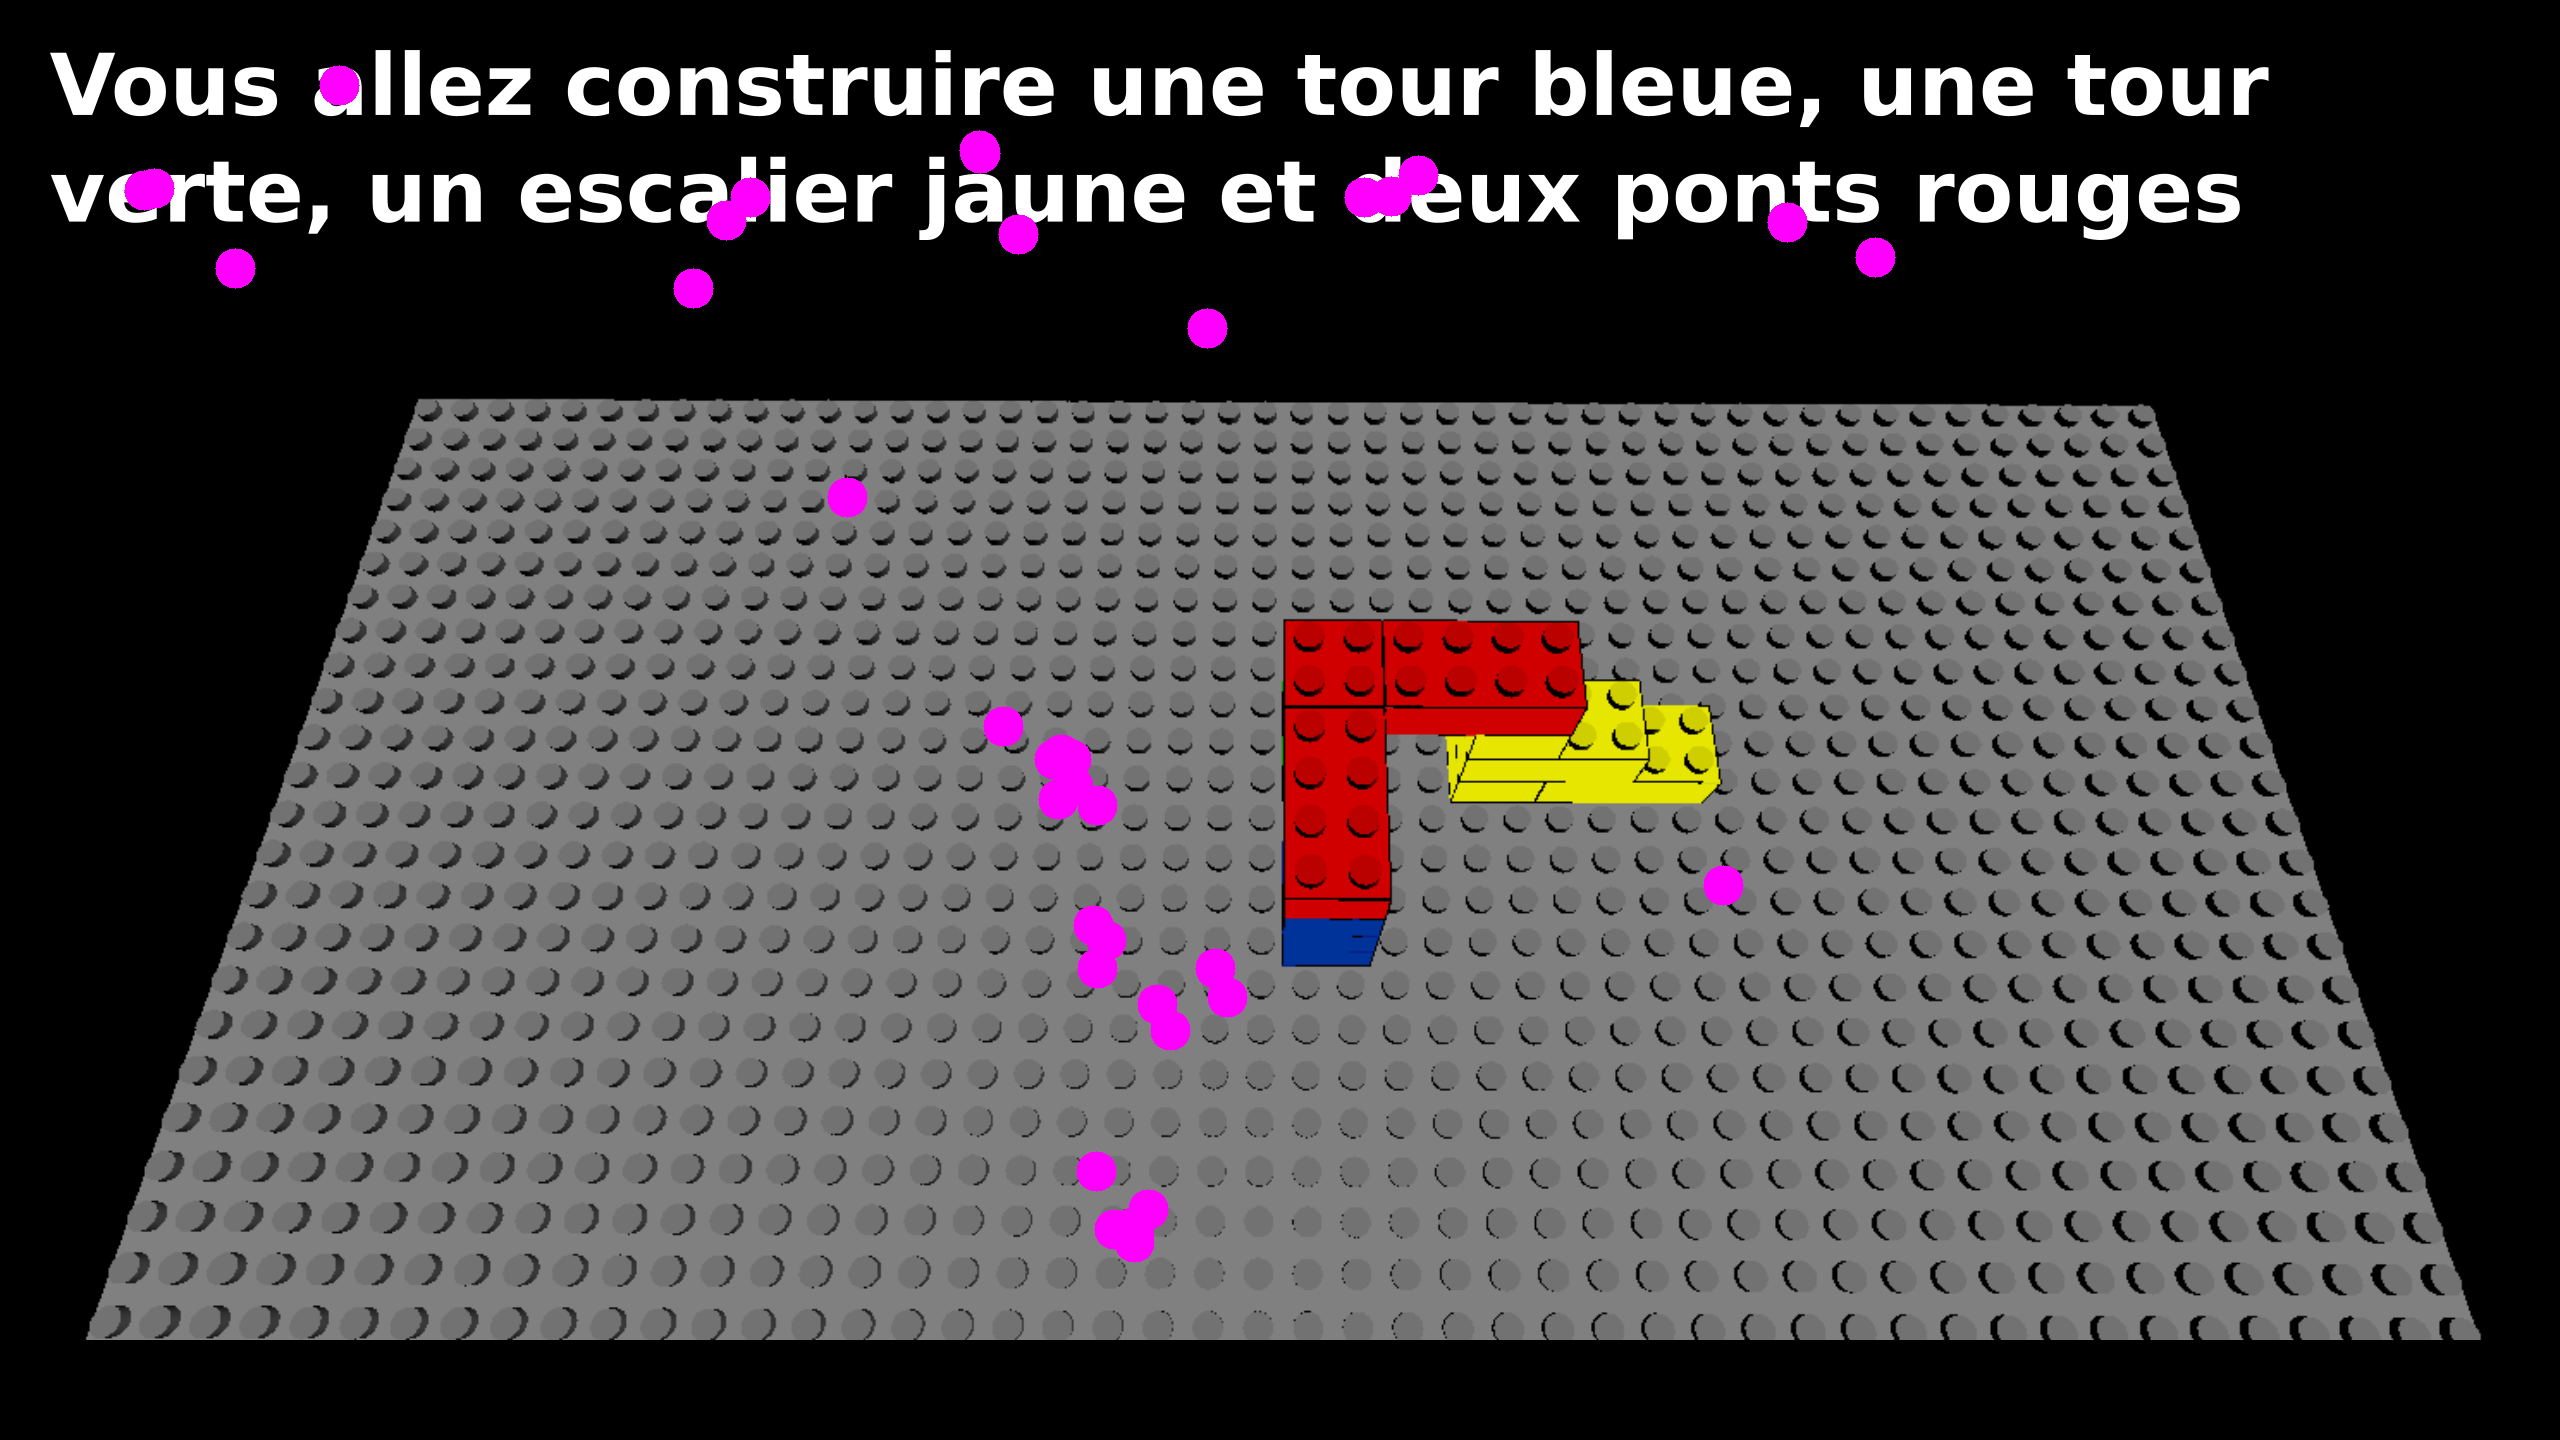 Vous allez construire une tour bleue, une tour
verte, un escalier jaune et deux ponts rouges